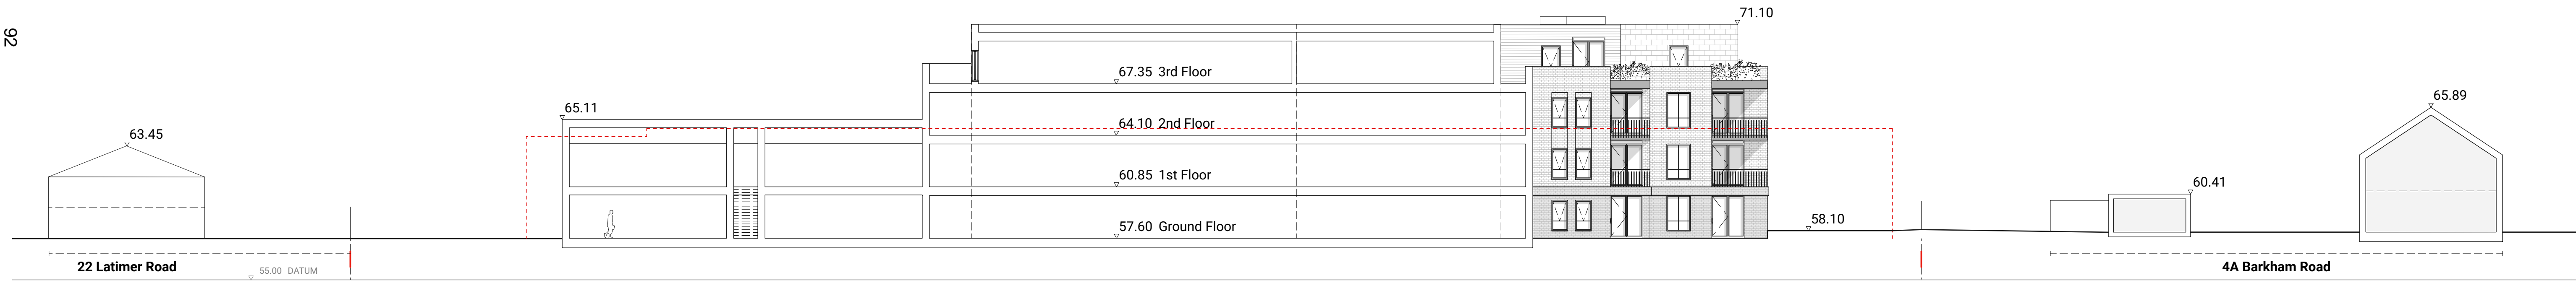 92
71.10
67.35 3rd Floor
65.11
65.89
63.45
64.10 2nd Floor
60.85 1st Floor
60.41
57.60 Ground Floor
58.10
22 Latimer Road
4A Barkham Road
55.00 DATUM